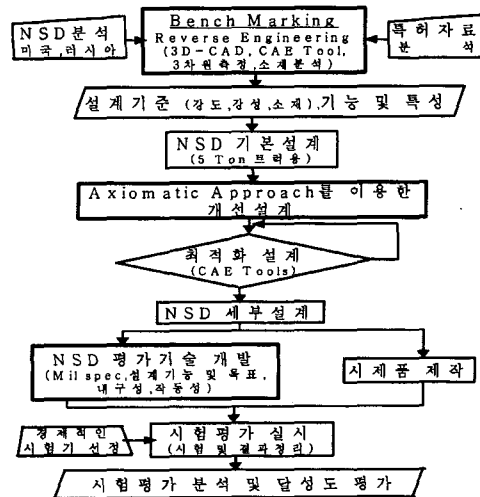 NSD분석
미국,러시아
Bench Marking
Reverse Engineering
(3D-CAD, CAE Tool,
3차원측정,소재분석)
특허자료
분 석
설계기준 (강도,강성,소재),기능 및 특성
NSD 기본설계
(5 Ton 트럭용)
Axiomatic Approach를 이용한
개선설계
최적화 설계
(CAE Tools)
NSD 세부설계
NSD 평가기술 개발
(Mil spec,설계기능 및 목표,
내구성,작동성)
시제품 제작
경제적인
시험기 선정
시험평가 실시
(시험및 결과정리)
시험평가 분석 및 달성도 평가